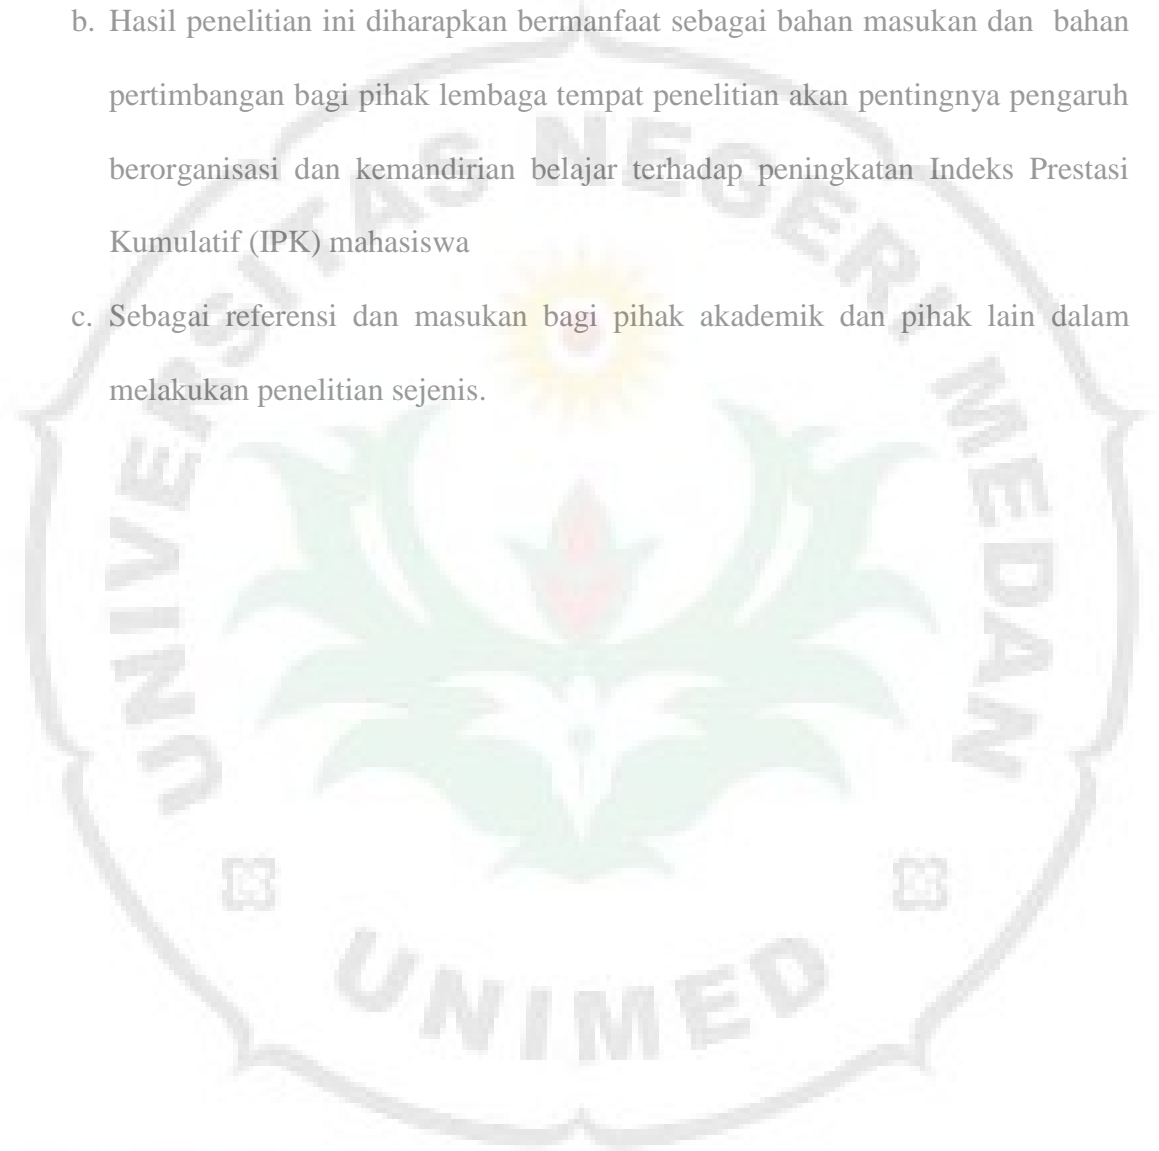 b. Hasil penelitian ini diharapkan bermanfaat sebagai bahan masukan dan bahan
pertimbangan bagi pihak lembaga tempat penelitian akan pentingnya pengaruh
berorganisasi dan kemandirian belajar terhadap peningkatan Indeks Prestasi
Kumulatif (IPK) mahasiswa
c. Sebagai referensi dan masukan bagi pihak akademik dan pihak lain dalam
melakukan penelitian sejenis.
UNIVERSITAS NEGERI MEDAN
UNIMED